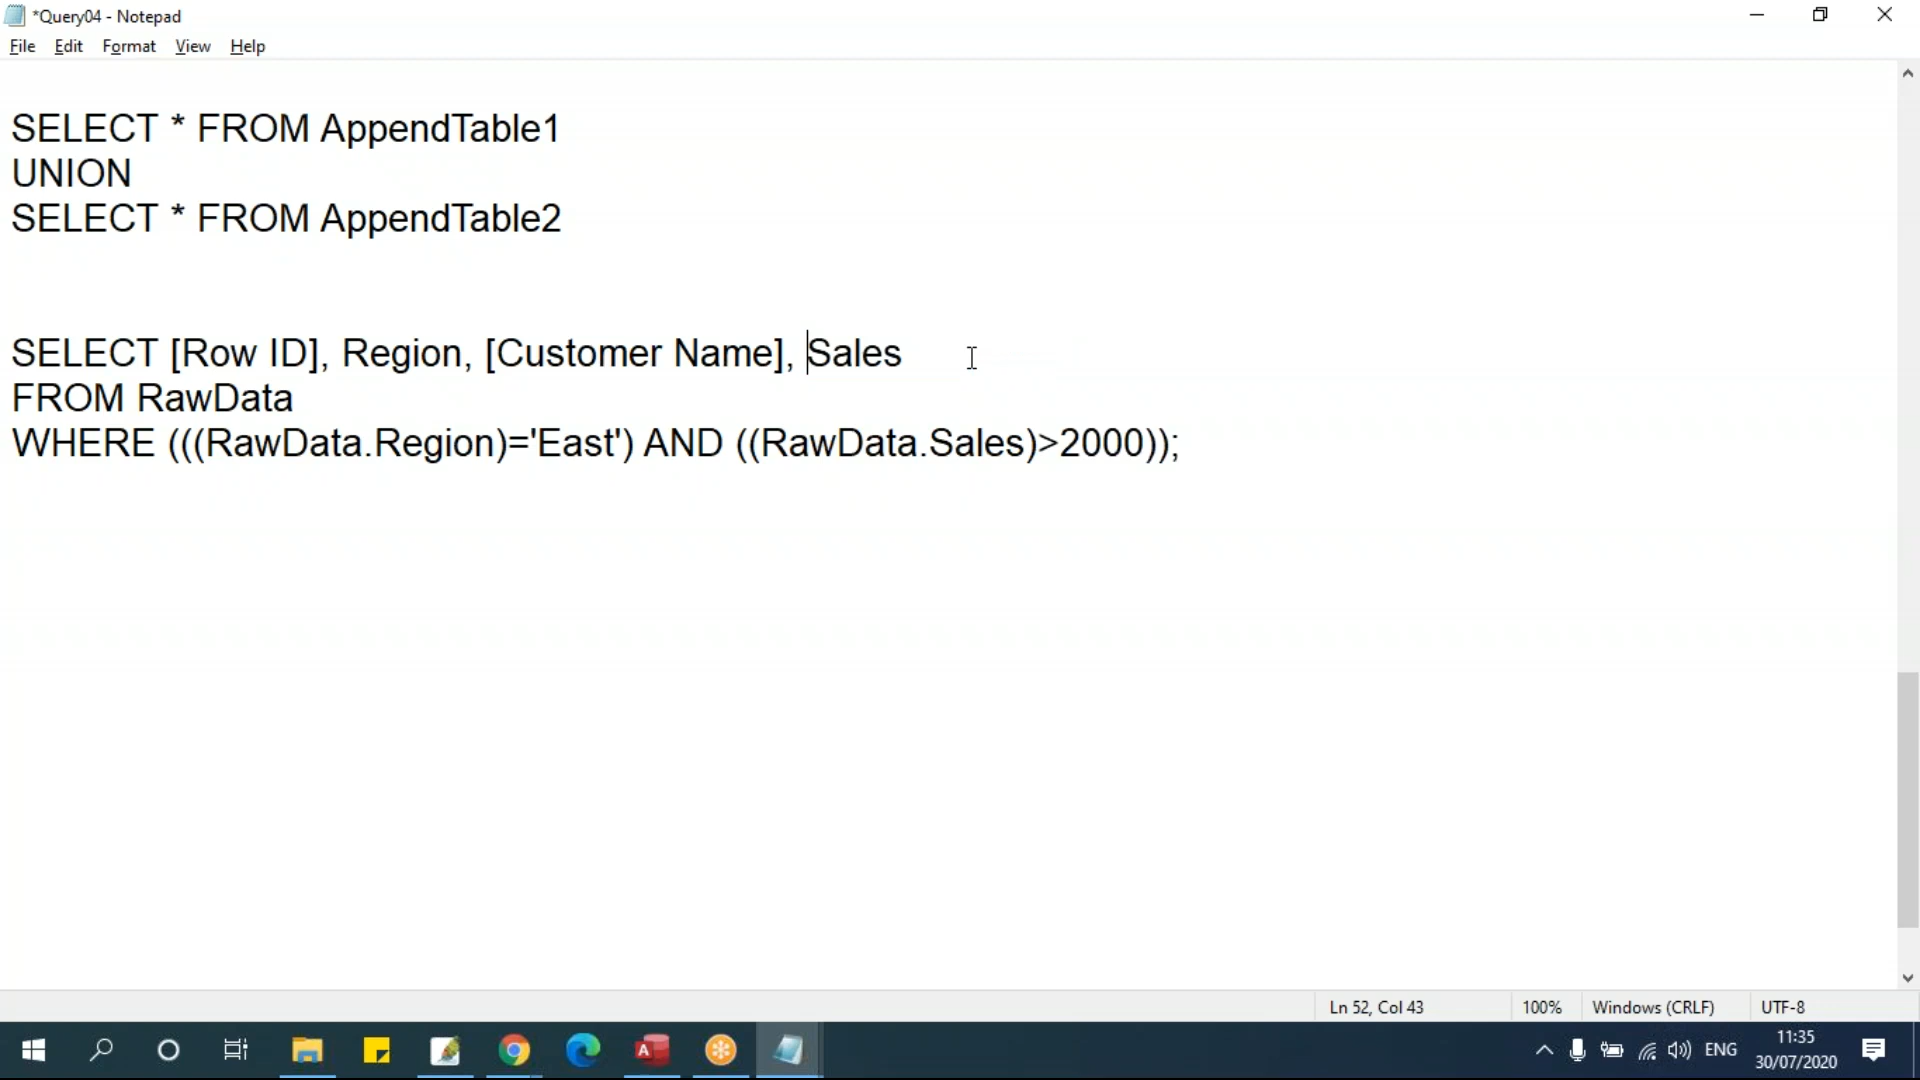 *Query04 - Notepad
File Edit Format View Help
SELECT * FROM AppendTable1
UNION
SELECT * FROM AppendTable2
SELECT [Row ID], Region, [Customer Name], Sales
FROM RawData
WHERE (((RawData.Region)='East') AND ((RawData.Sales)>2000));
Ln 52, Col 43 100% Windows (CRLF) UTF-8
A
ENG
11:35
30/07/2020